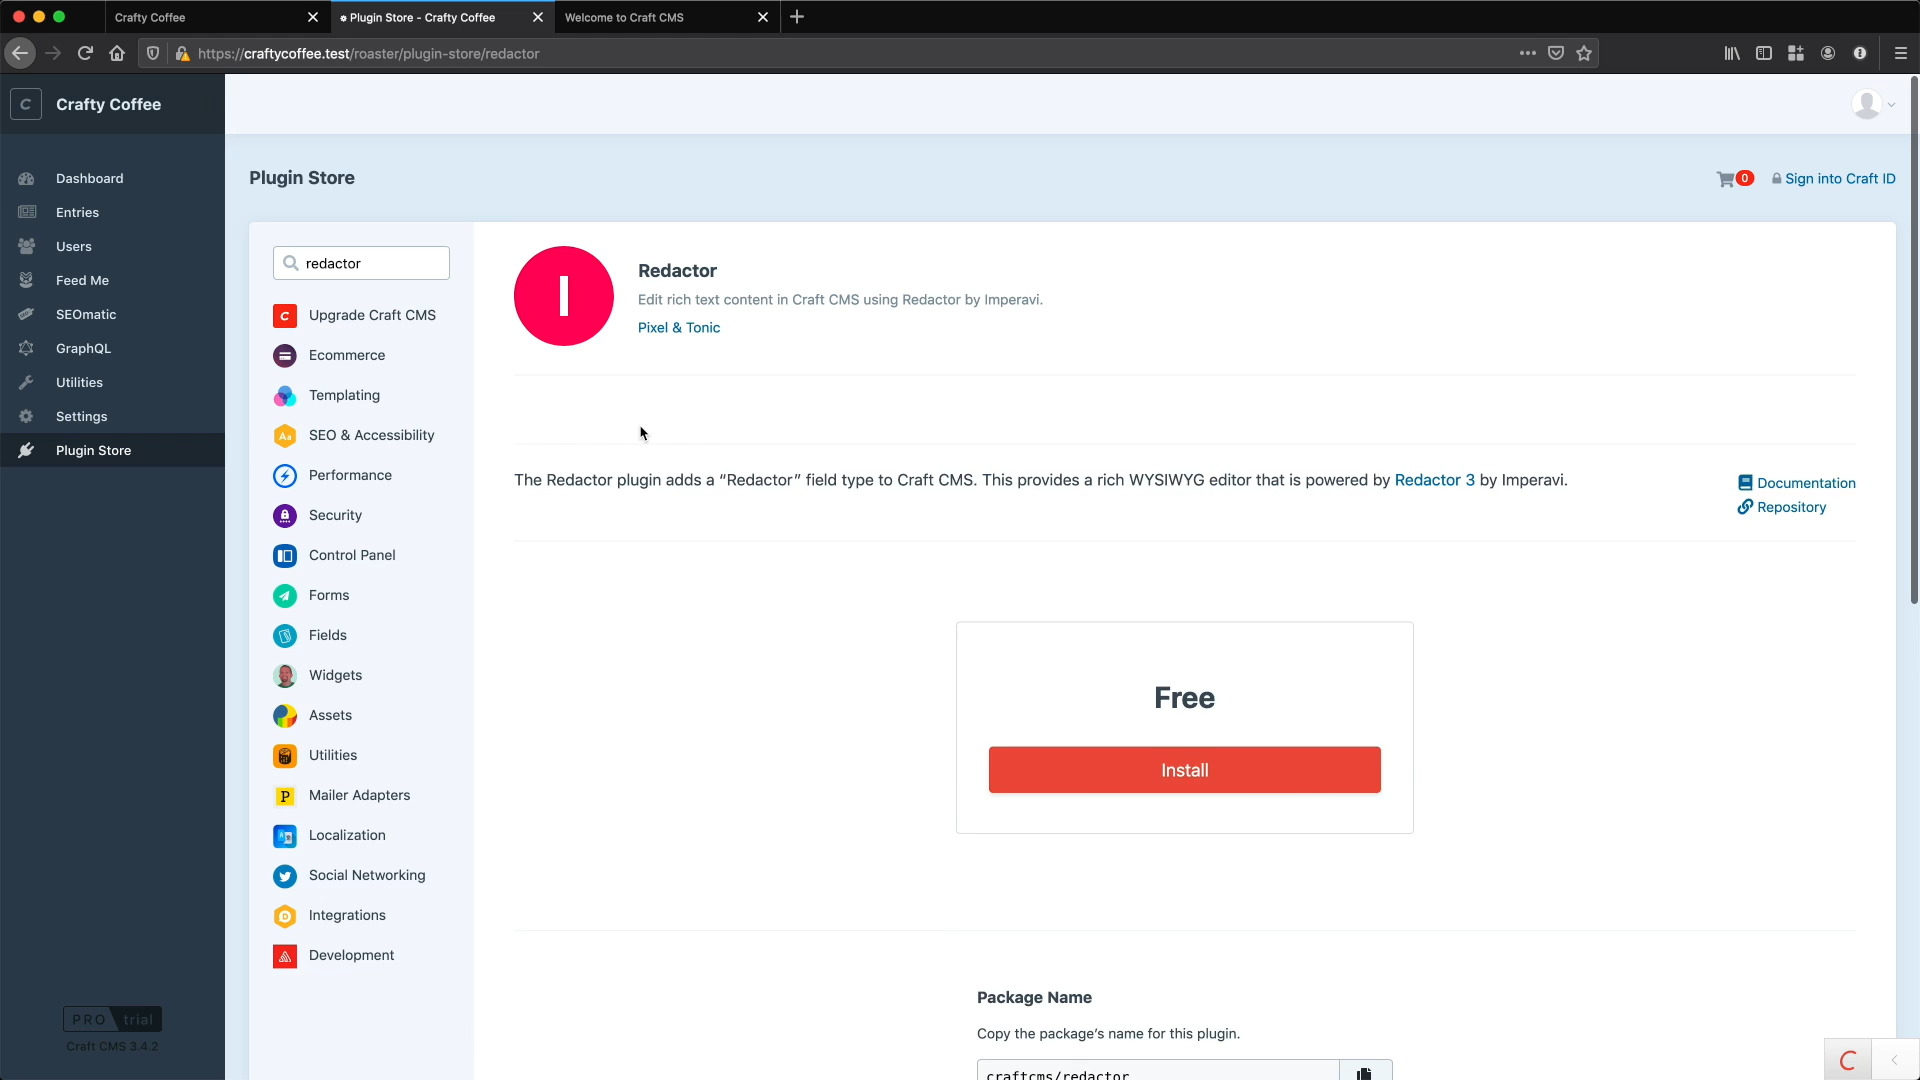 Crafty Coffee
Plugin Store - Crafty Coffee
Welcome to Craft CMS
https://craftycoffee.test/roaster/plugin-store/redactor
C
Crafty Coffee
Dashboard
Entries
Users
Feed Me
SEOmatic
GraphQL
Utilities
Settings
Plugin Store
PRO trial
Craft CMS 3.4.2
Plugin Store
0
Sign into Craft ID
redactor
Upgrade Craft CMS
Ecommerce
Templating
SEO & Accessibility
Performance
Security
Control Panel
Forms
Fields
Widgets
Assets
Utilities
Mailer Adapters
Localization
Social Networking
Integrations
Development
Redactor
Edit rich text content in Craft CMS using Redactor by Imperavi.
Pixel & Tonic
The Redactor plugin adds a “Redactor” field type to Craft CMS. This provides a rich WYSIWYG editor that is powered by Redactor 3 by Imperavi.
Documentation
Repository
Free
Install
Package Name
Copy the package's name for this plugin.
craftcms/redactor